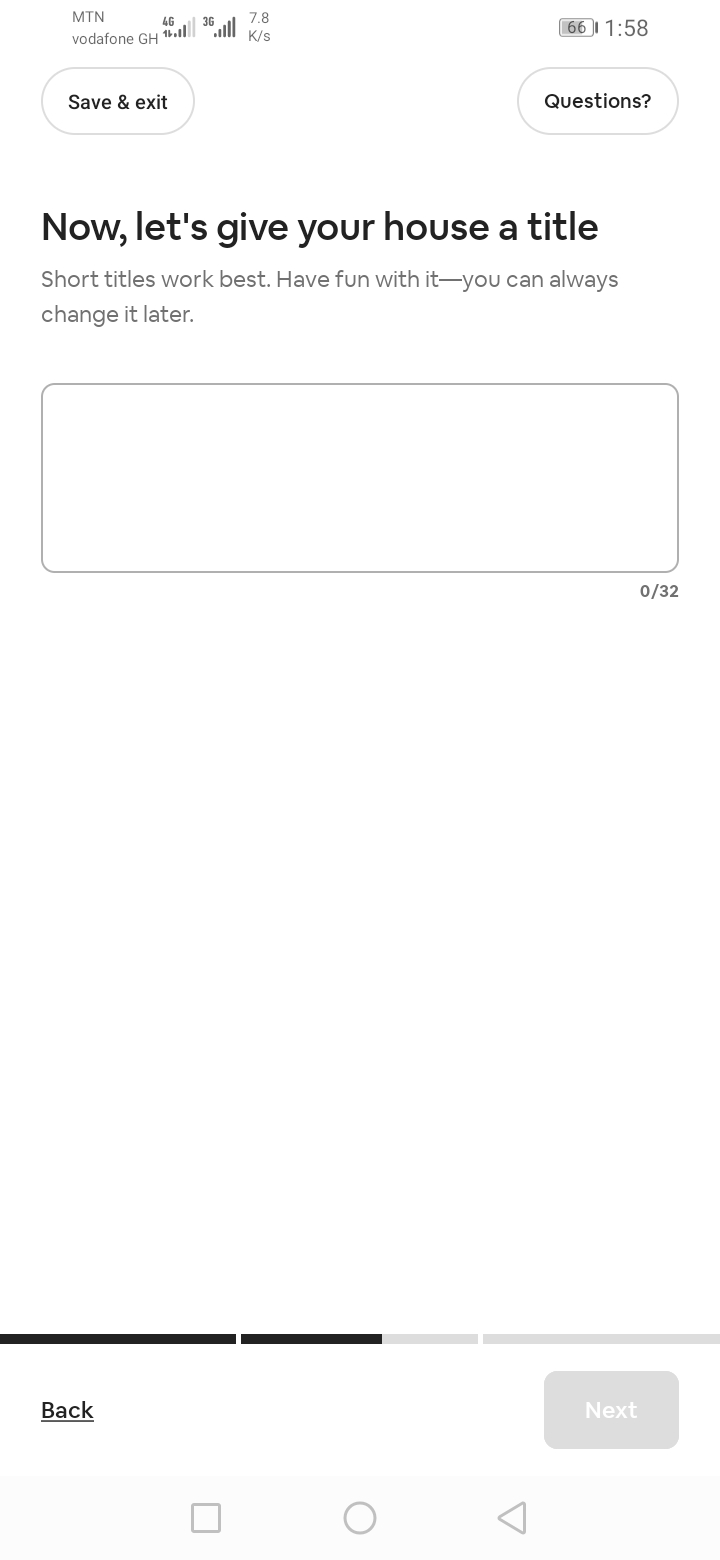 MTN
vodafone GH
4G
3G
7.8
K/s
66
1:58
Save & exit
Questions?
Now, let's give your house a title
Short titles work best. Have fun with it—you can always
change it later.
0/32
Back
Next